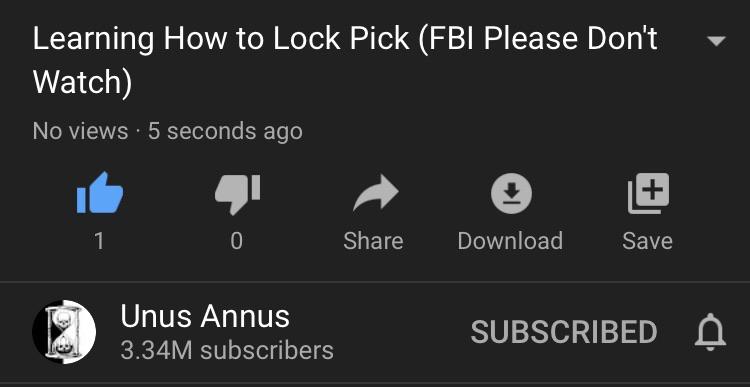 Learning How to Lock Pick (FBI Please Don't
Watch)
No views · 5 seconds ago
1 0 Share Download Save
Unus Annus
3.34M subscribers
SUBSCRIBED